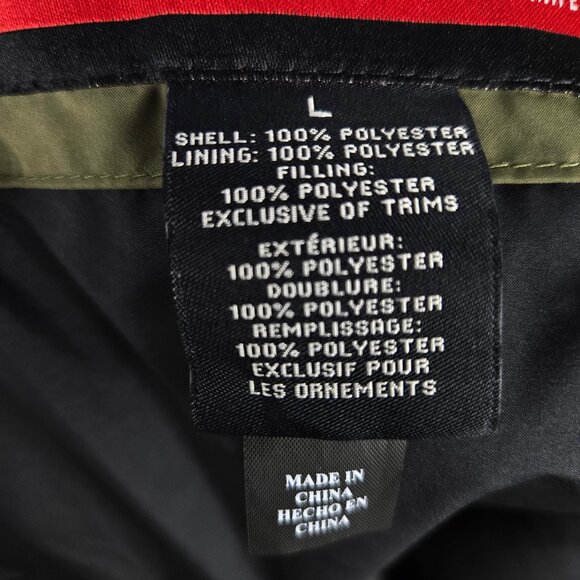 L
SHELL: 100% POLYESTER
LINING: 100% POLYESTER
FILLING:
100% POLYESTER
EXCLUSIVE OF TRIMS
EXTÉRIEUR:
100% POLYESTER
DOUBLURE:
100% POLYESTER
REMPLISSAGE:
100% POLYESTER
EXCLUSIF POUR
LES ORNEMENTS
MADE IN
CHINA
HECHO EN
CHINA